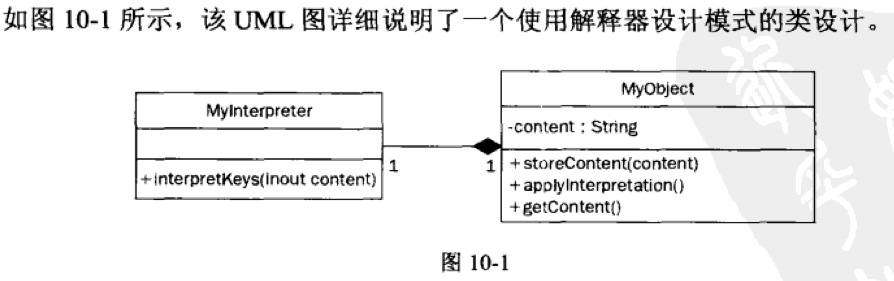 如图 10-1 所示，该 UML 图详细说明了一个使用解释器设计模式的类设计。
MyInterpreter
+interpretKeys(inout content)
1
1
MyObject
-content : String
+storeContent(content)
+applyInterpretation()
+getContent()
图 10-1